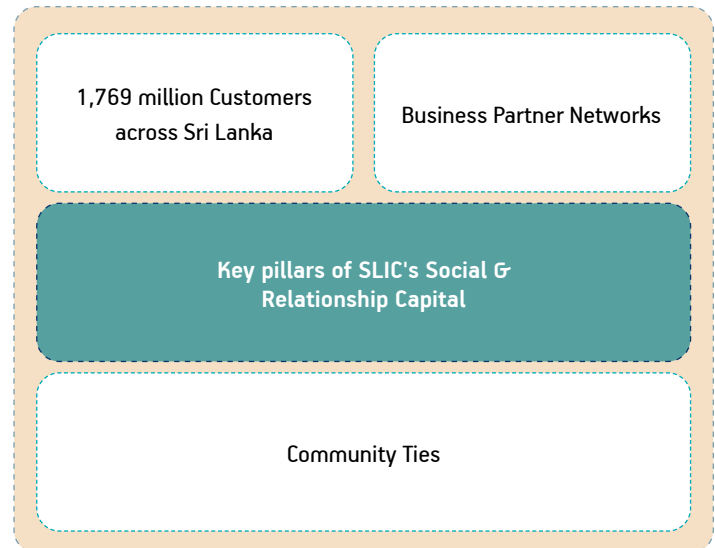 1,769 million Customers
across Sri Lanka
Business Partner Networks
Key pillars of SLIC's Social &
Relationship Capital
Community Ties